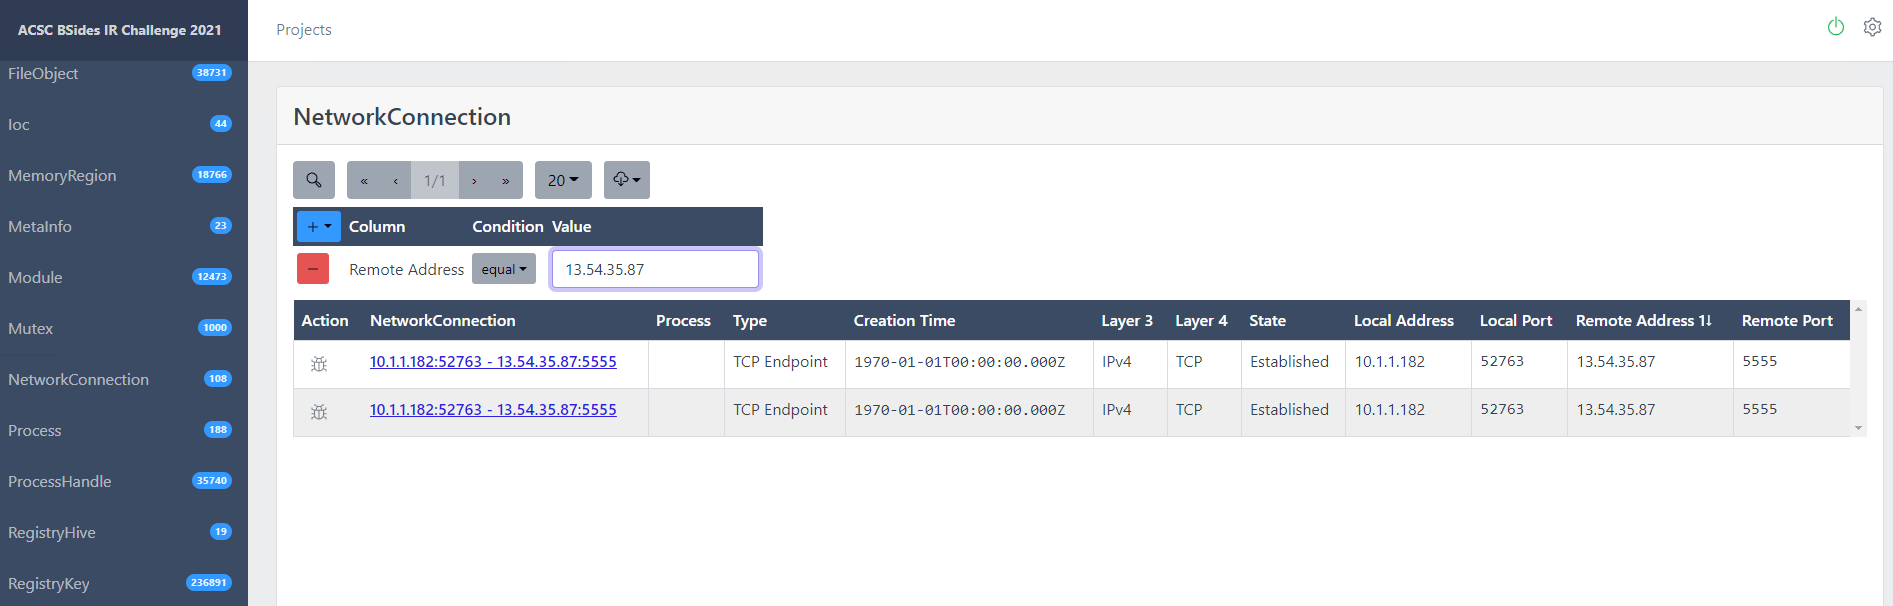 ACSC BSides IR Challenge 2021
Projects
FileObject 38731
Ioc 44
MemoryRegion 18766
MetaInfo 23
Module 12473
Mutex 1000
NetworkConnection 108
Process 188
ProcessHandle 35740
RegistryHive 19
RegistryKey 236891
NetworkConnection
« ‹ 1/1 › » 20
+ Column Condition Value
− Remote Address equal 13.54.35.87
Action NetworkConnection Process Type Creation Time Layer 3 Layer 4 State Local Address Local Port Remote Address 1↓ Remote Port
10.1.1.182:52763 - 13.54.35.87:5555 TCP Endpoint 1970-01-01T00:00:00.000Z IPv4 TCP Established 10.1.1.182 52763 13.54.35.87 5555
10.1.1.182:52763 - 13.54.35.87:5555 TCP Endpoint 1970-01-01T00:00:00.000Z IPv4 TCP Established 10.1.1.182 52763 13.54.35.87 5555